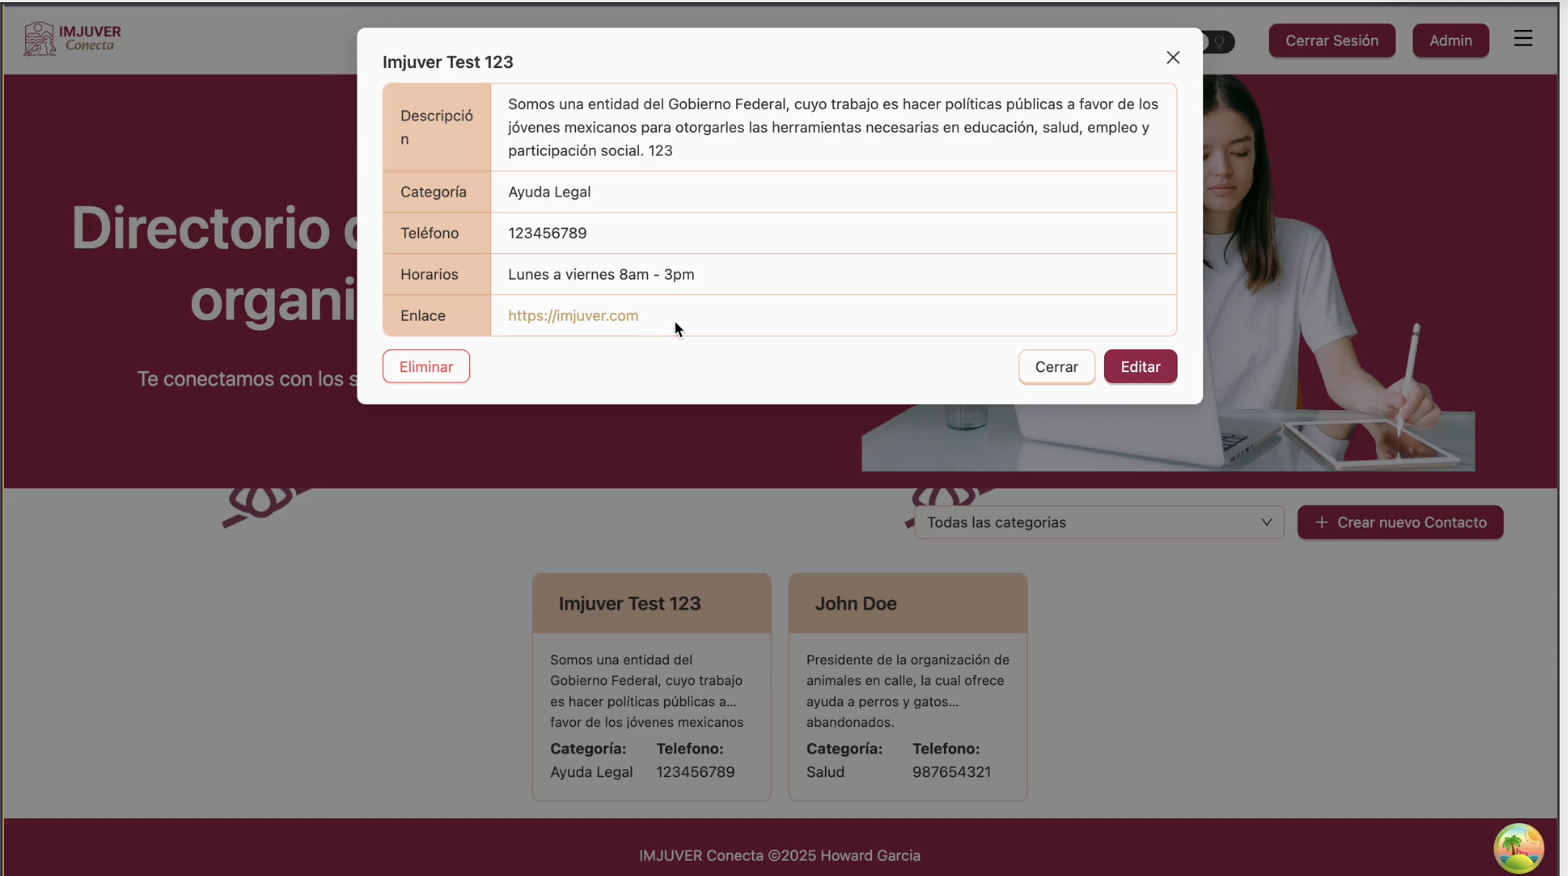 IMJUVER
Conecta
Cerrar Sesión
Admin
Imjuver Test 123
Descripció
n
Somos una entidad del Gobierno Federal, cuyo trabajo es hacer políticas públicas a favor de los
jóvenes mexicanos para otorgarles las herramientas necesarias en educación, salud, empleo y
participación social. 123
Categoría
Ayuda Legal
Teléfono
123456789
Horarios
Lunes a viernes 8am - 3pm
Enlace
https://imjuver.com
Eliminar
Cerrar
Editar
Directorio
organi
Te conectamos con los s
Todas las categorias
+ Crear nuevo Contacto
Imjuver Test 123
Somos una entidad del
Gobierno Federal, cuyo trabajo
es hacer políticas públicas a...
favor de los jóvenes mexicanos
Categoría:
Telefono:
Ayuda Legal
123456789
John Doe
Presidente de la organización de
animales en calle, la cual ofrece
ayuda a perros y gatos...
abandonados.
Categoría:
Telefono:
Salud
987654321
IMJUVER Conecta ©2025 Howard Garcia